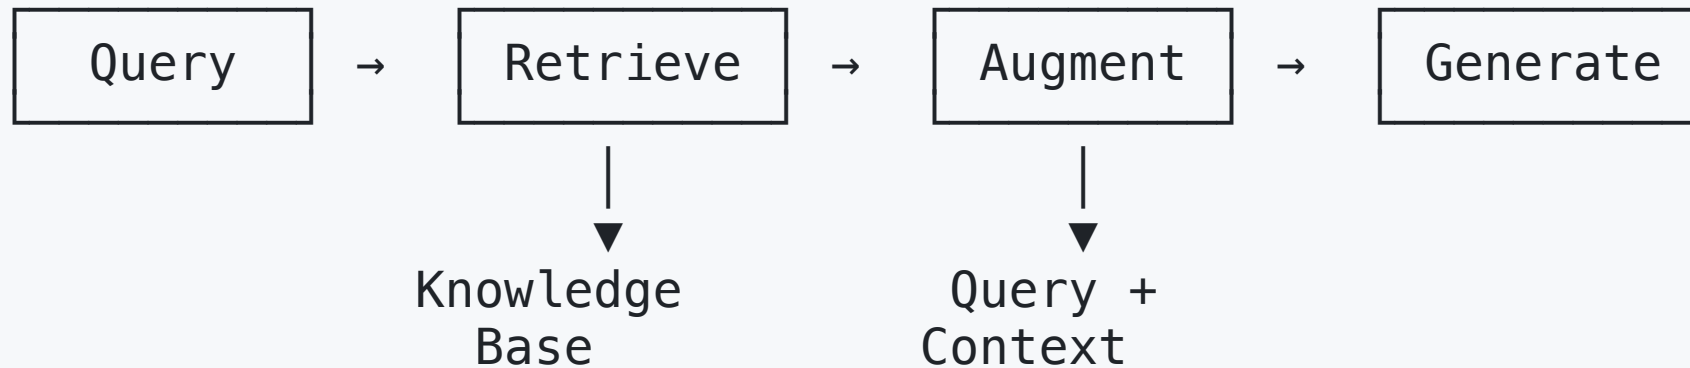 Query → Retrieve → Augment → Generate
Knowledge Query +
Base Context